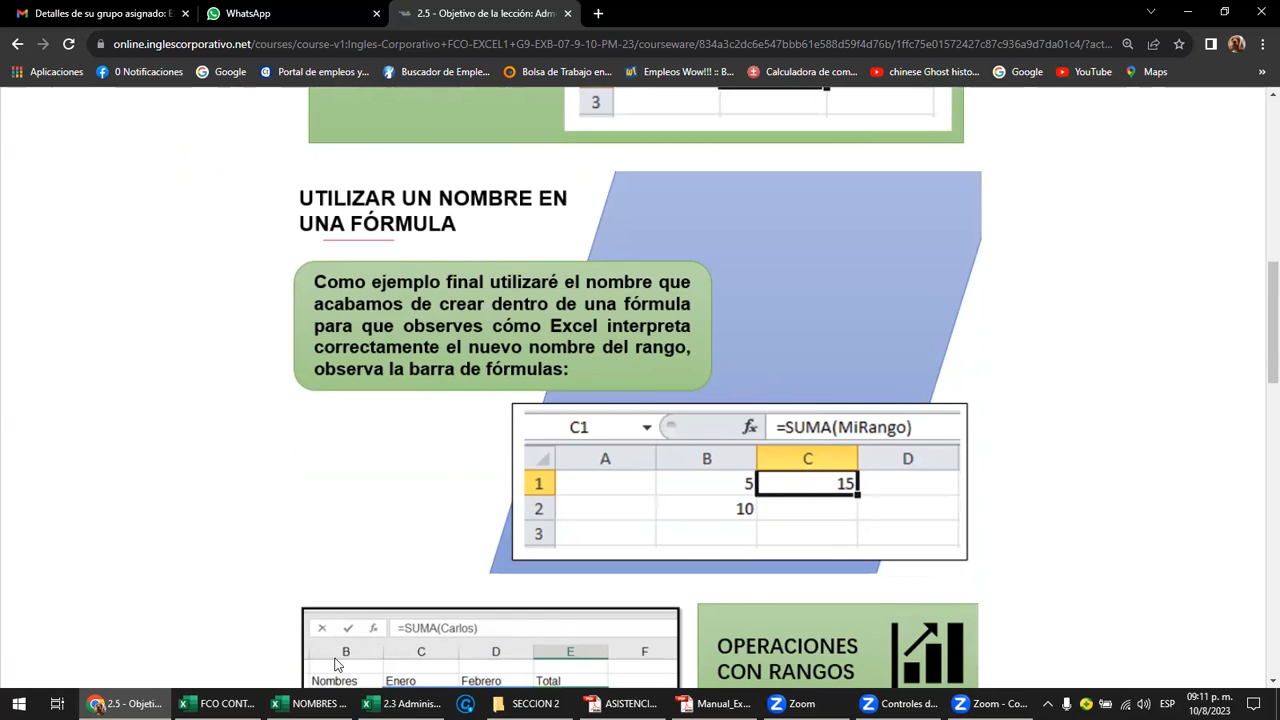 Detalles de su grupo asignado: E
WhatsApp
2.5 - Objetivo de la lección: Adm
online.inglescorporativo.net/courses/course-v1:Ingles-Corporativo+FCO-EXCEL1+G9-EXB-07-9-10-PM-23/courseware/834a3c2dc6e547bbb61e588d59f4d76b/1ffc75e01572427c87c936a9d7da01c4/?act...
Aplicaciones
0 Notificaciones
Google
Portal de empleos y...
Buscador de Emple...
Bolsa de Trabajo en...
Empleos Wow!!! :: B...
Calculadora de com...
chinese Ghost histo...
Google
YouTube
Maps
»
3
UTILIZAR UN NOMBRE EN
UNA FÓRMULA
Como ejemplo final utilizaré el nombre que
acabamos de crear dentro de una fórmula
para que observes cómo Excel interpreta
correctamente el nuevo nombre del rango,
observa la barra de fórmulas:
C1 fx =SUMA(MiRango)
A B C D
1 5 15
2 10
3
fx =SUMA(Carlos)
B C D E F
Nombres Enero Febrero Total
OPERACIONES
CON RANGOS
2.5 - Objeti...
FCO CONT...
NOMBRES ...
2.3 Adminis...
SECCION 2
ASISTENCI...
Manual_Ex...
Zoom
Controles d...
Zoom - Co...
ESP
09:11 p. m.
10/8/2023